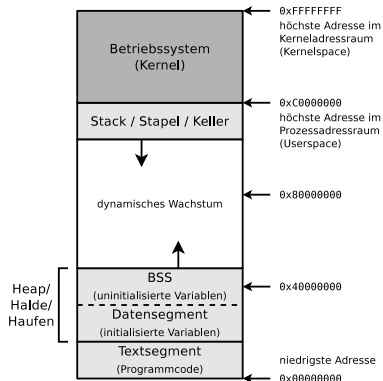 0xFFFFFFFF
höchste Adresse im
Kerneladressraum
(Kernelspace)
Betriebssystem
(Kernel)
0xC0000000
höchste Adresse im
Prozessadressraum
(Userspace)
Stack / Stapel / Keller
0x80000000
dynamisches Wachstum
BSS
(uninitialisierte Variablen)
0x40000000
Heap/
Halde/
Haufen
Datensegment
(initialisierte Variablen)
Textsegment
(Programmcode)
niedrigste Adresse
0x00000000